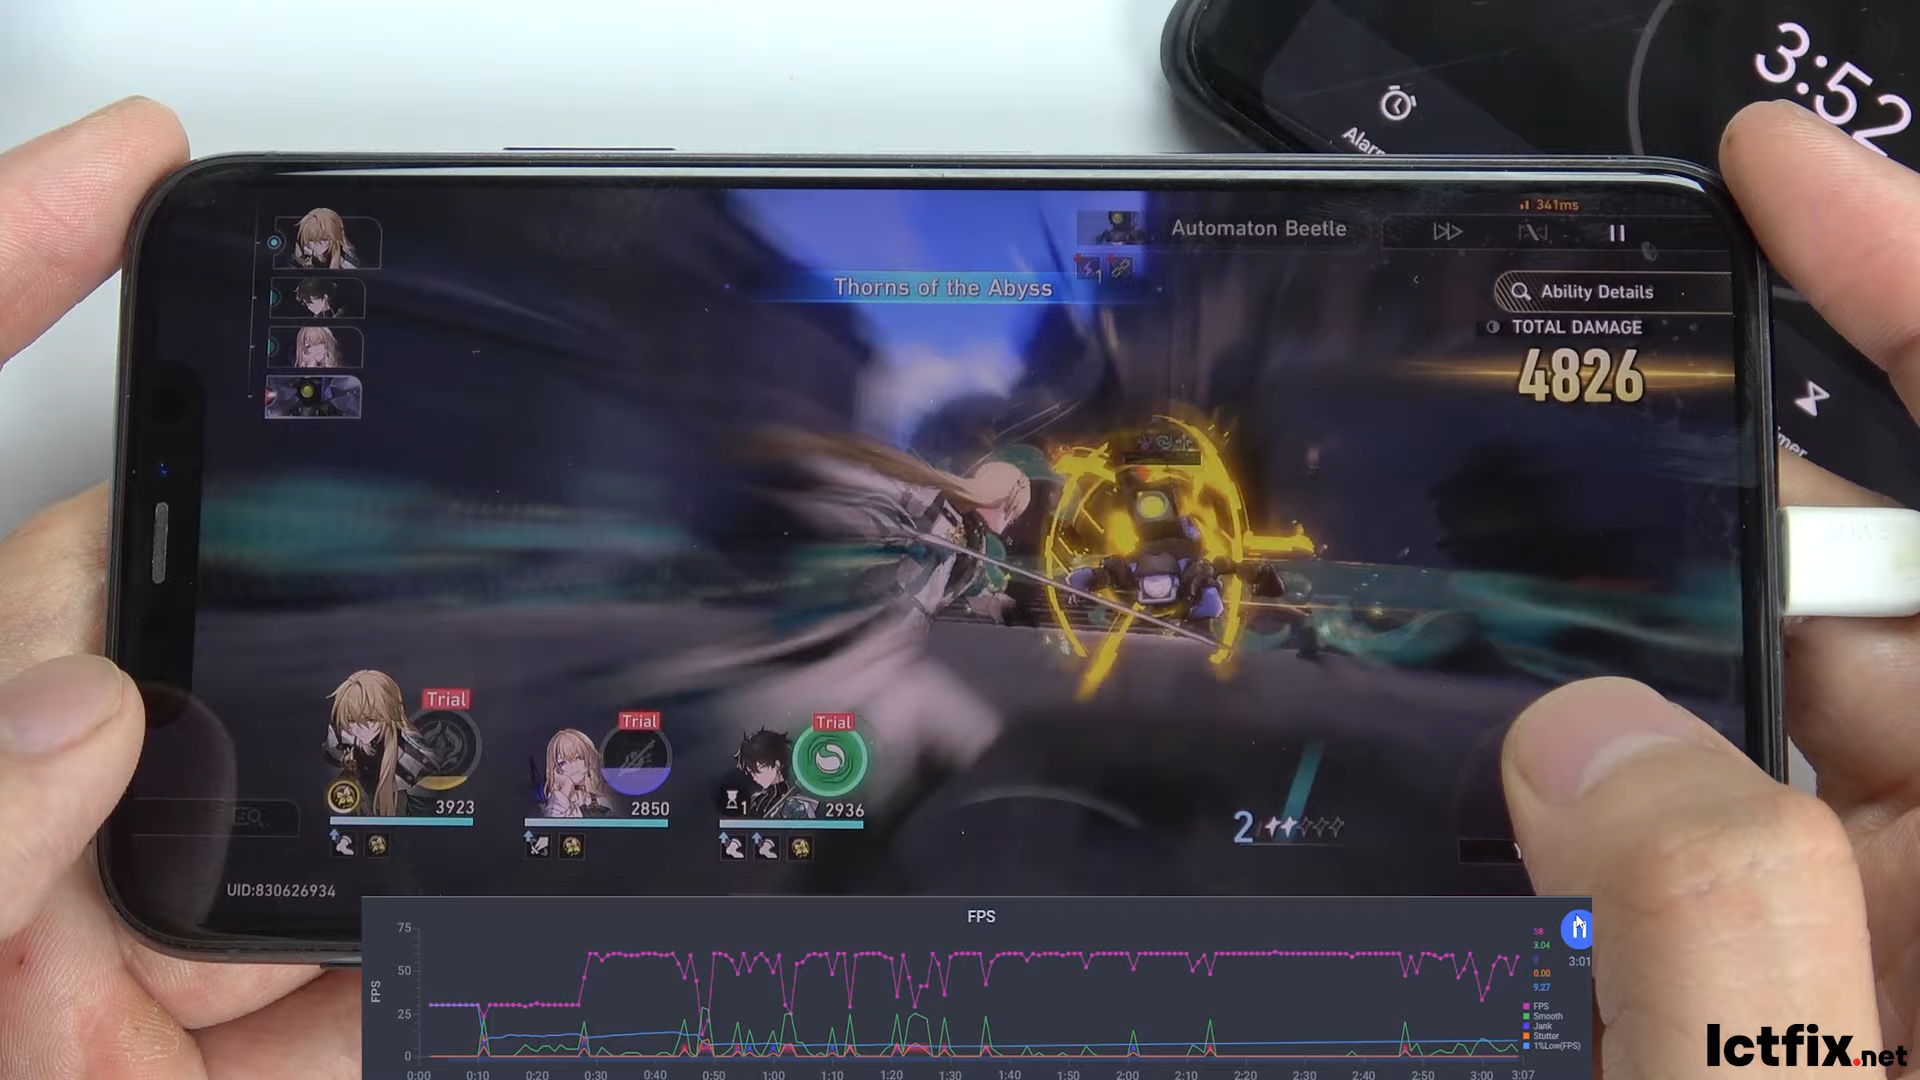 3:52
Alarm
341ms
Automaton Beetle
Thorns of the Abyss
1
Ability Details
TOTAL DAMAGE
4826
Trial
Trial
Trial
3923
2850
1
2936
2
UID:830626934
FPS
75
50
25
0
FPS
58
3.04
0
0.00
9.27
3:01
FPS
Smooth
Jank
Stutter
1%Low(FPS)
0:00 0:10 0:20 0:30 0:40 0:50 1:00 1:10 1:20 1:30 1:40 1:50 2:00 2:10 2:20 2:30 2:40 2:50 3:00 3:07
Ictfix.net